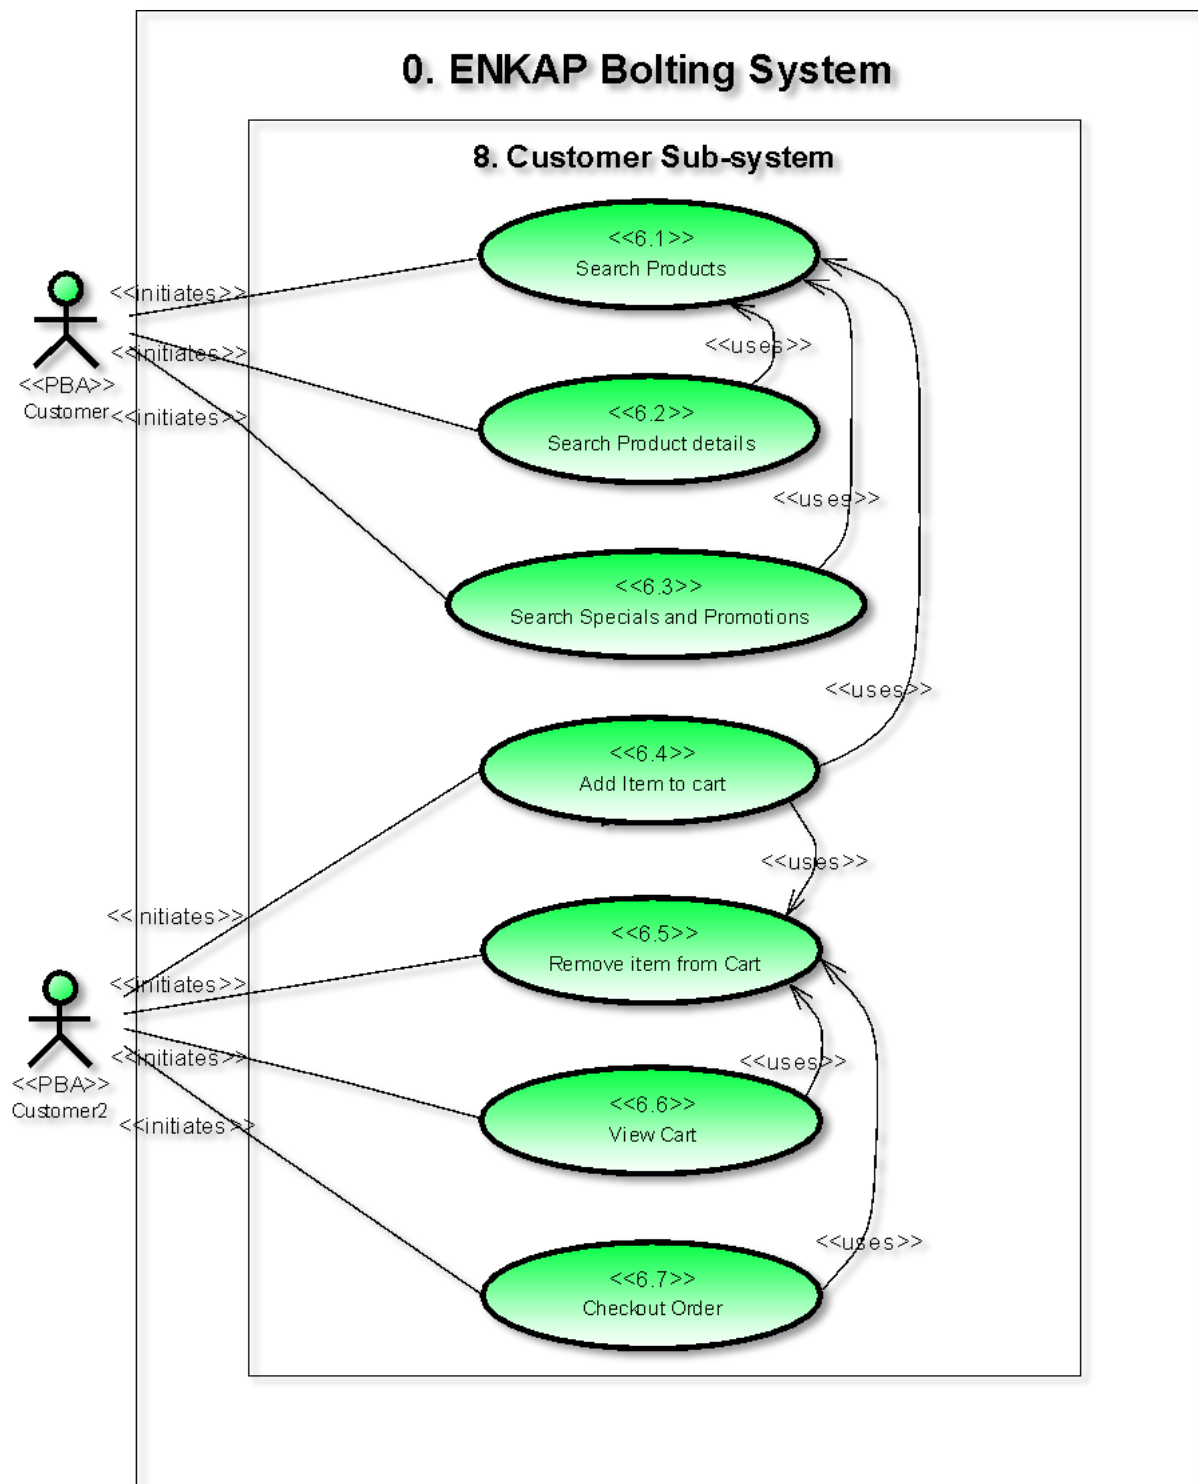 0. ENKAP Bolting System
8. Customer Sub-system
<<6.1>>
Search Products
<<initiates>>
<<uses>>
<<initiates>>
<<PBA>>
Customer
<<initiates>>
<<6.2>>
Search Product details
<<uses>>
<<6.3>>
Search Specials and Promotions
<<uses>>
<<6.4>>
Add Item to cart
<<uses>>
<<initiates>>
<<6.5>>
Remove item from Cart
<<initiates>>
<<initiates>>
<<uses>>
<<PBA>>
Customer2
<<initiates>>
<<6.6>>
View Cart
<<uses>>
<<6.7>>
Checkout Order